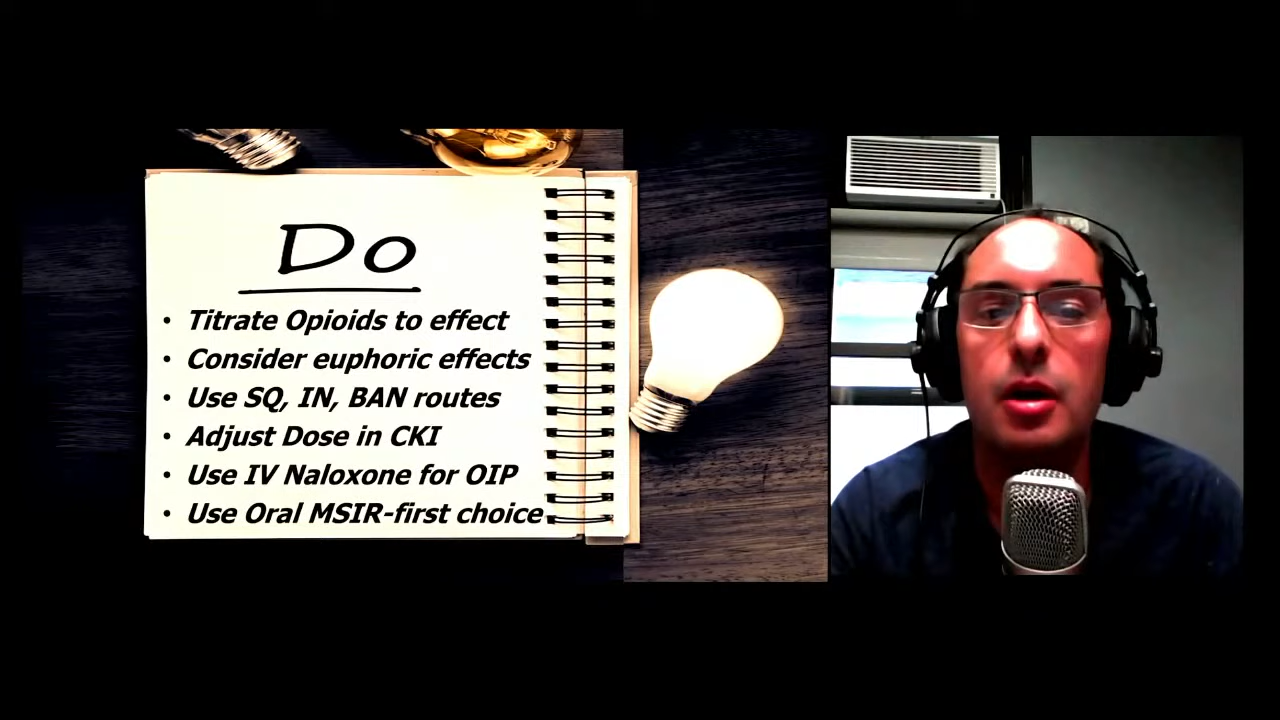 Do
• Titrate Opioids to effect
• Consider euphoric effects
• Use SQ, IN, BAN routes
• Adjust Dose in CKI
• Use IV Naloxone for OIP
• Use Oral MSIR-first choice